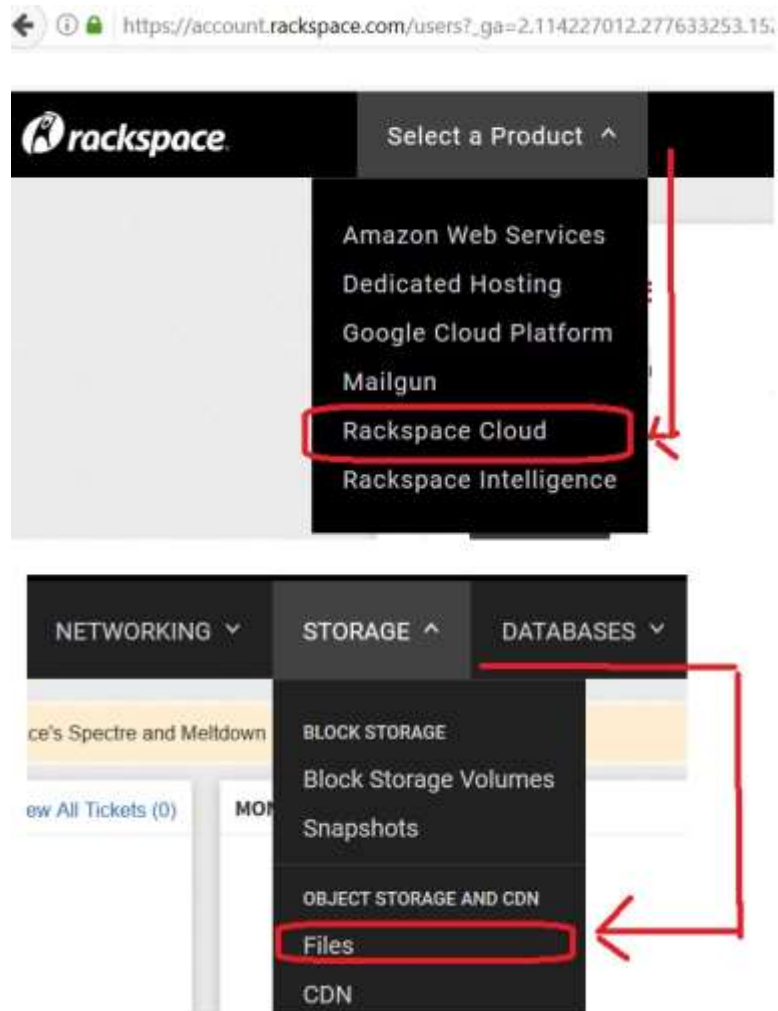 https://account.rackspace.com/users?_ga=2.114227012.277633253.15
rackspace
Select a Product ^
Amazon Web Services
Dedicated Hosting
Google Cloud Platform
Mailgun
Rackspace Cloud
Rackspace Intelligence
NETWORKING STORAGE ^ DATABASES
ce's Spectre and Meltdown
BLOCK STORAGE
Block Storage Volumes
ew All Tickets (0) MON
Snapshots
OBJECT STORAGE AND CDN
Files
CDN